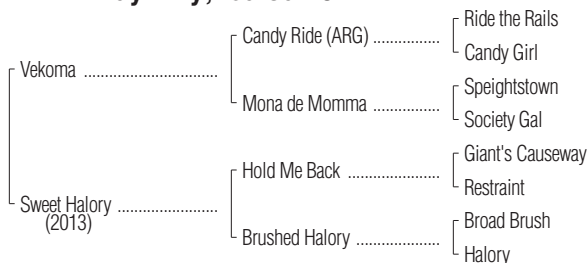 Ride the Rails
Candy Ride (ARG) ................
Candy Girl
Vekoma ................................
Speightstown
Mona de Momma ................
Society Gal
Giant's Causeway
Hold Me Back ......................
Restraint
Sweet Halory ........................
(2013)
Broad Brush
Brushed Halory ....................
Halory